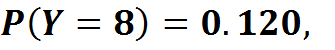 P(Y = 8) = 0.120,